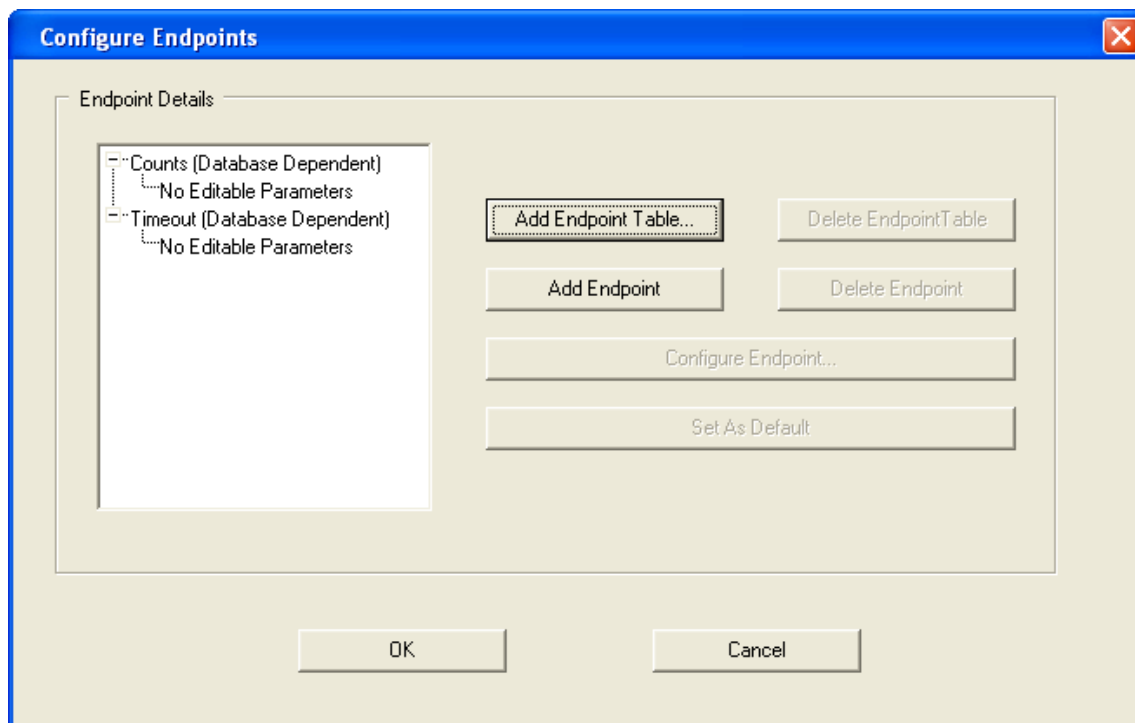 Configure Endpoints
Endpoint Details
Counts (Database Dependent)
No Editable Parameters
Timeout (Database Dependent)
No Editable Parameters
Add Endpoint Table...
Delete EndpointTable
Add Endpoint
Delete Endpoint
Configure Endpoint...
Set As Default
OK
Cancel